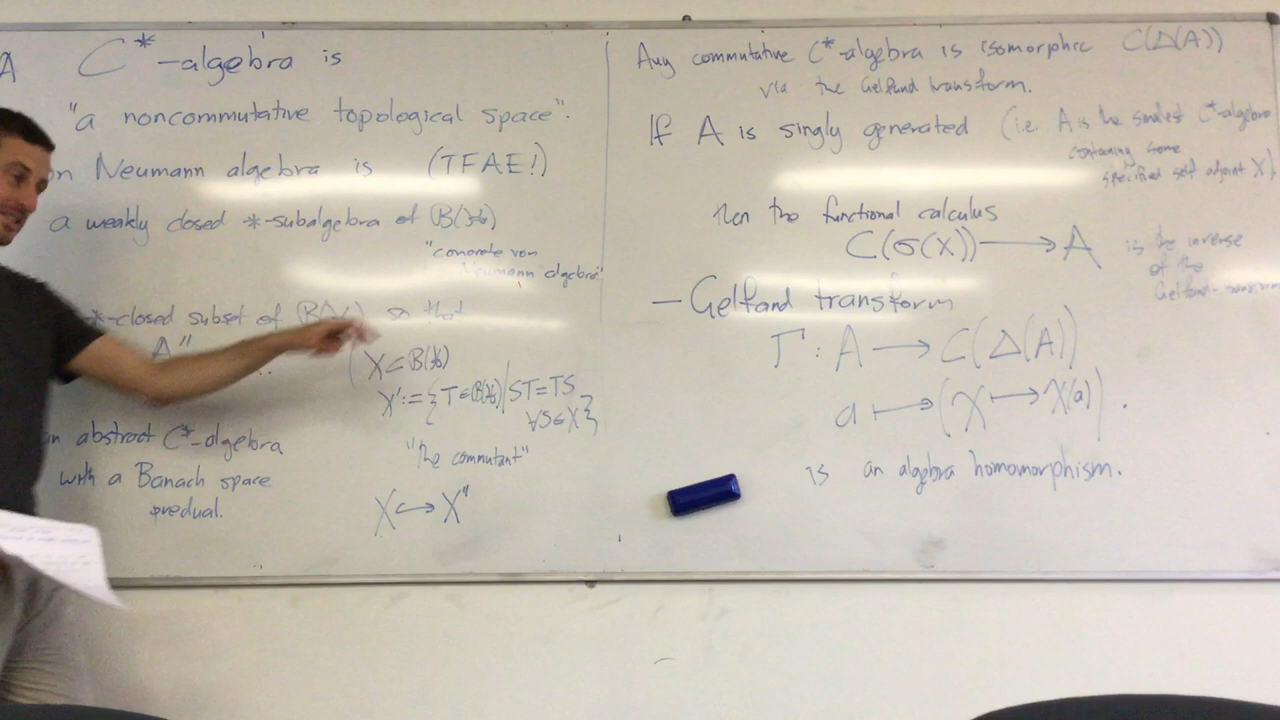 A C*-algebra is
"a noncommutative topological space".
n Neumann algebra is (TFAE!)
a weakly closed *-subalgebra of B(H)
"concrete von
Neumann algebra"
*-closed subset of B(H) so that
A"
X ⊂ B(H)
X' := {T∈B(H) | ST=TS
∀S∈X}
"the commutant"
n abstract C*-algebra
with a Banach space
predual.
X ↪ X"
Any commutative C*-algebra is isomorphic C(Δ(A))
via the Gelfand transform.
If A is singly generated (i.e. A is the smallest C*-algebra
containing some
specified self adjoint X),
then the functional calculus
C(σ(X)) ⟶ A is the inverse
of the
Gelfand-transform
— Gelfand transform
Γ : A ⟶ C(Δ(A))
a ⟼ (χ ⟼ χ(a)).
is an algebra homomorphism.